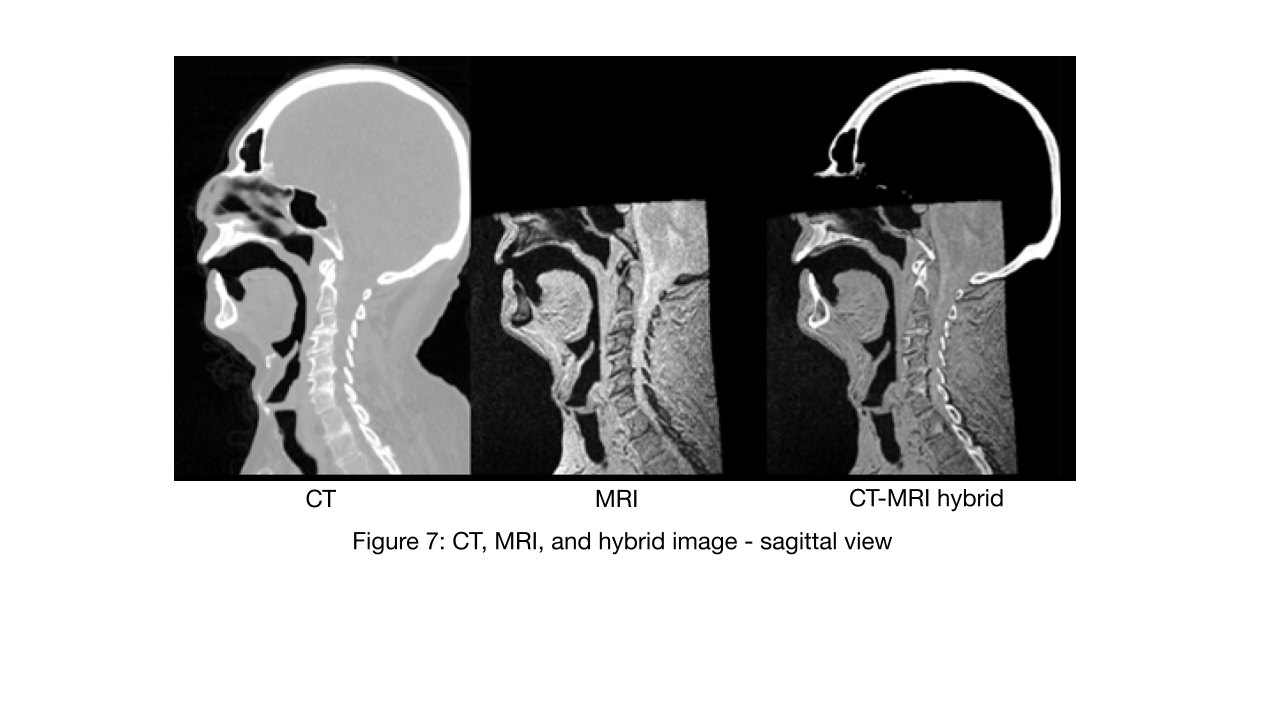 CT
MRI
CT-MRI hybrid
Figure 7: CT, MRI, and hybrid image - sagittal view